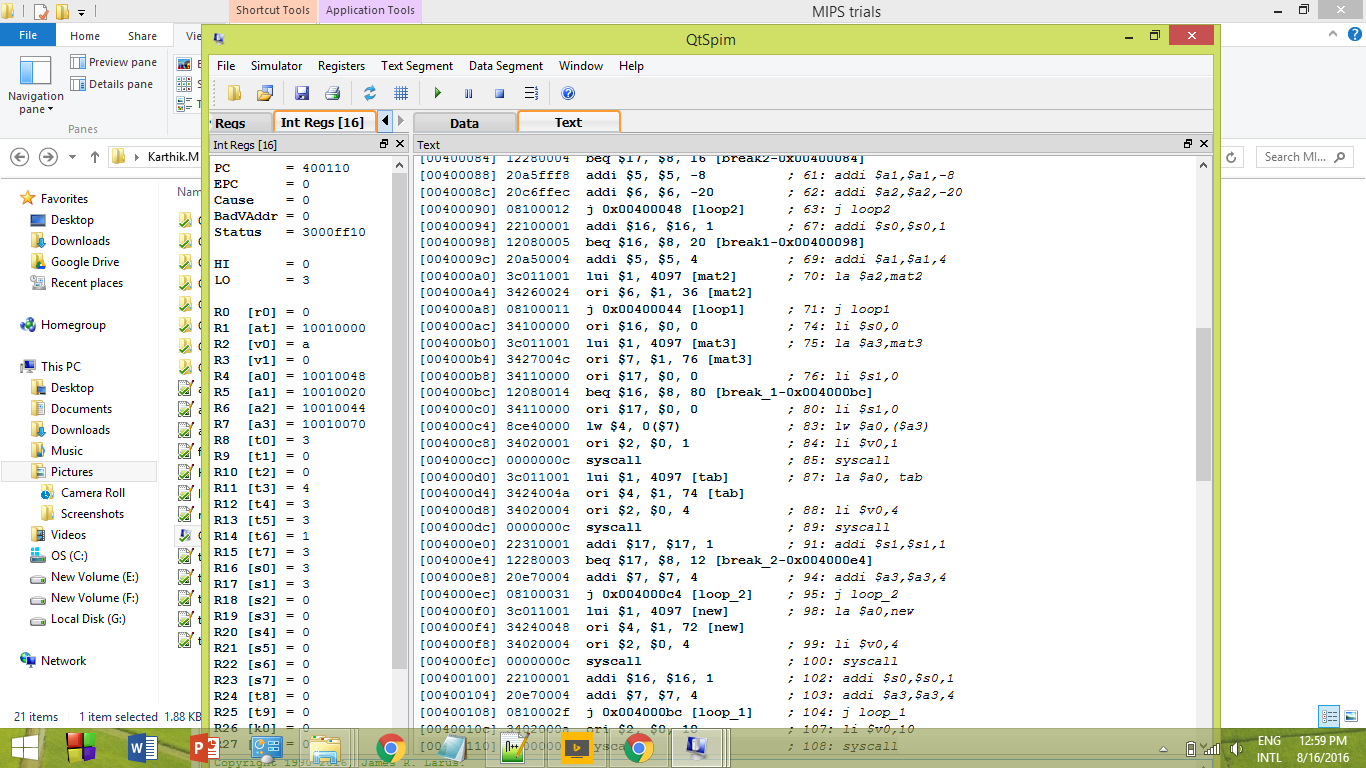 Shortcut Tools Application Tools MIPS trials
File Home Share
Preview pane
Details pane
Navigation pane
Panes
Karthik.M
Search MI...
Favorites
Desktop
Downloads
Google Drive
Recent places
Homegroup
This PC
Desktop
Documents
Downloads
Music
Pictures
Camera Roll
Screenshots
Videos
OS (C:)
New Volume (E:)
New Volume (F:)
Local Disk (G:)
Network
21 items 1 item selected 1.88 KB
QtSpim
File Simulator Registers Text Segment Data Segment Window Help
Regs Int Regs [16] Data Text
Int Regs [16]
PC = 400110
EPC = 0
Cause = 0
BadVAddr = 0
Status = 3000ff10
HI = 0
LO = 3
R0 [r0] = 0
R1 [at] = 10010000
R2 [v0] = a
R3 [v1] = 0
R4 [a0] = 10010048
R5 [a1] = 10010020
R6 [a2] = 10010044
R7 [a3] = 10010070
R8 [t0] = 3
R9 [t1] = 0
R10 [t2] = 0
R11 [t3] = 4
R12 [t4] = 3
R13 [t5] = 3
R14 [t6] = 1
R15 [t7] = 3
R16 [s0] = 3
R17 [s1] = 3
R18 [s2] = 0
R19 [s3] = 0
R20 [s4] = 0
R21 [s5] = 0
R22 [s6] = 0
R23 [s7] = 0
R24 [t8] = 0
R25 [t9] = 0
R26 [k0] = 0
Text
[00400084] 12280004 beq $17, $8, 16 [break2-0x00400084]
[00400088] 20a5fff8 addi $5, $5, -8 ; 61: addi $a1,$a1,-8
[0040008c] 20c6ffec addi $6, $6, -20 ; 62: addi $a2,$a2,-20
[00400090] 08100012 j 0x00400048 [loop2] ; 63: j loop2
[00400094] 22100001 addi $16, $16, 1 ; 67: addi $s0,$s0,1
[00400098] 12080005 beq $16, $8, 20 [break1-0x00400098]
[0040009c] 20a50004 addi $5, $5, 4 ; 69: addi $a1,$a1,4
[004000a0] 3c011001 lui $1, 4097 [mat2] ; 70: la $a2,mat2
[004000a4] 34260024 ori $6, $1, 36 [mat2]
[004000a8] 08100011 j 0x00400044 [loop1] ; 71: j loop1
[004000ac] 34100000 ori $16, $0, 0 ; 74: li $s0,0
[004000b0] 3c011001 lui $1, 4097 [mat3] ; 75: la $a3,mat3
[004000b4] 3427004c ori $7, $1, 76 [mat3]
[004000b8] 34110000 ori $17, $0, 0 ; 76: li $s1,0
[004000bc] 12080014 beq $16, $8, 80 [break_1-0x004000bc]
[004000c0] 34110000 ori $17, $0, 0 ; 80: li $s1,0
[004000c4] 8ce40000 lw $4, 0($7) ; 83: lw $a0,($a3)
[004000c8] 34020001 ori $2, $0, 1 ; 84: li $v0,1
[004000cc] 0000000c syscall ; 85: syscall
[004000d0] 3c011001 lui $1, 4097 [tab] ; 87: la $a0, tab
[004000d4] 3424004a ori $4, $1, 74 [tab]
[004000d8] 34020004 ori $2, $0, 4 ; 88: li $v0,4
[004000dc] 0000000c syscall ; 89: syscall
[004000e0] 22310001 addi $17, $17, 1 ; 91: addi $s1,$s1,1
[004000e4] 12280003 beq $17, $8, 12 [break_2-0x004000e4]
[004000e8] 20e70004 addi $7, $7, 4 ; 94: addi $a3,$a3,4
[004000ec] 08100031 j 0x004000c4 [loop_2] ; 95: j loop_2
[004000f0] 3c011001 lui $1, 4097 [new] ; 98: la $a0,new
[004000f4] 34240048 ori $4, $1, 72 [new]
[004000f8] 34020004 ori $2, $0, 4 ; 99: li $v0,4
[004000fc] 0000000c syscall ; 100: syscall
[00400100] 22100001 addi $16, $16, 1 ; 102: addi $s0,$s0,1
[00400104] 20e70004 addi $7, $7, 4 ; 103: addi $a3,$a3,4
[00400108] 0810002f j 0x004000bc [loop_1] ; 104: j loop_1
ori $2, $0, 10 ; 107: li $v0,10
; 108: syscall
ENG 12:59 PM
INTL 8/16/2016